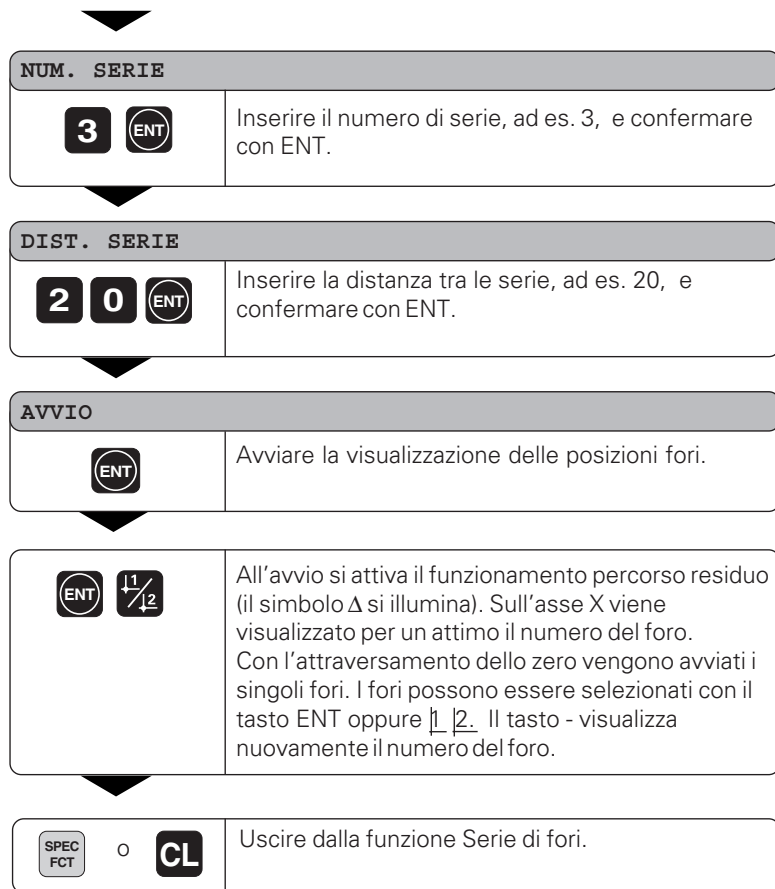 NUM. SERIE
3 ENT
Inserire il numero di serie, ad es. 3, e confermare
con ENT.
DIST. SERIE
2 0 ENT
Inserire la distanza tra le serie, ad es. 20, e
confermare con ENT.
AVVIO
ENT
Avviare la visualizzazione delle posizioni fori.
ENT 1/2
All'avvio si attiva il funzionamento percorso residuo
(il simbolo Δ si illumina). Sull'asse X viene
visualizzato per un attimo il numero del foro.
Con l'attraversamento dello zero vengono avviati i
singoli fori. I fori possono essere selezionati con il
tasto ENT oppure |1 |2. Il tasto - visualizza
nuovamente il numero del foro.
SPEC
FCT
o CL
Uscire dalla funzione Serie di fori.